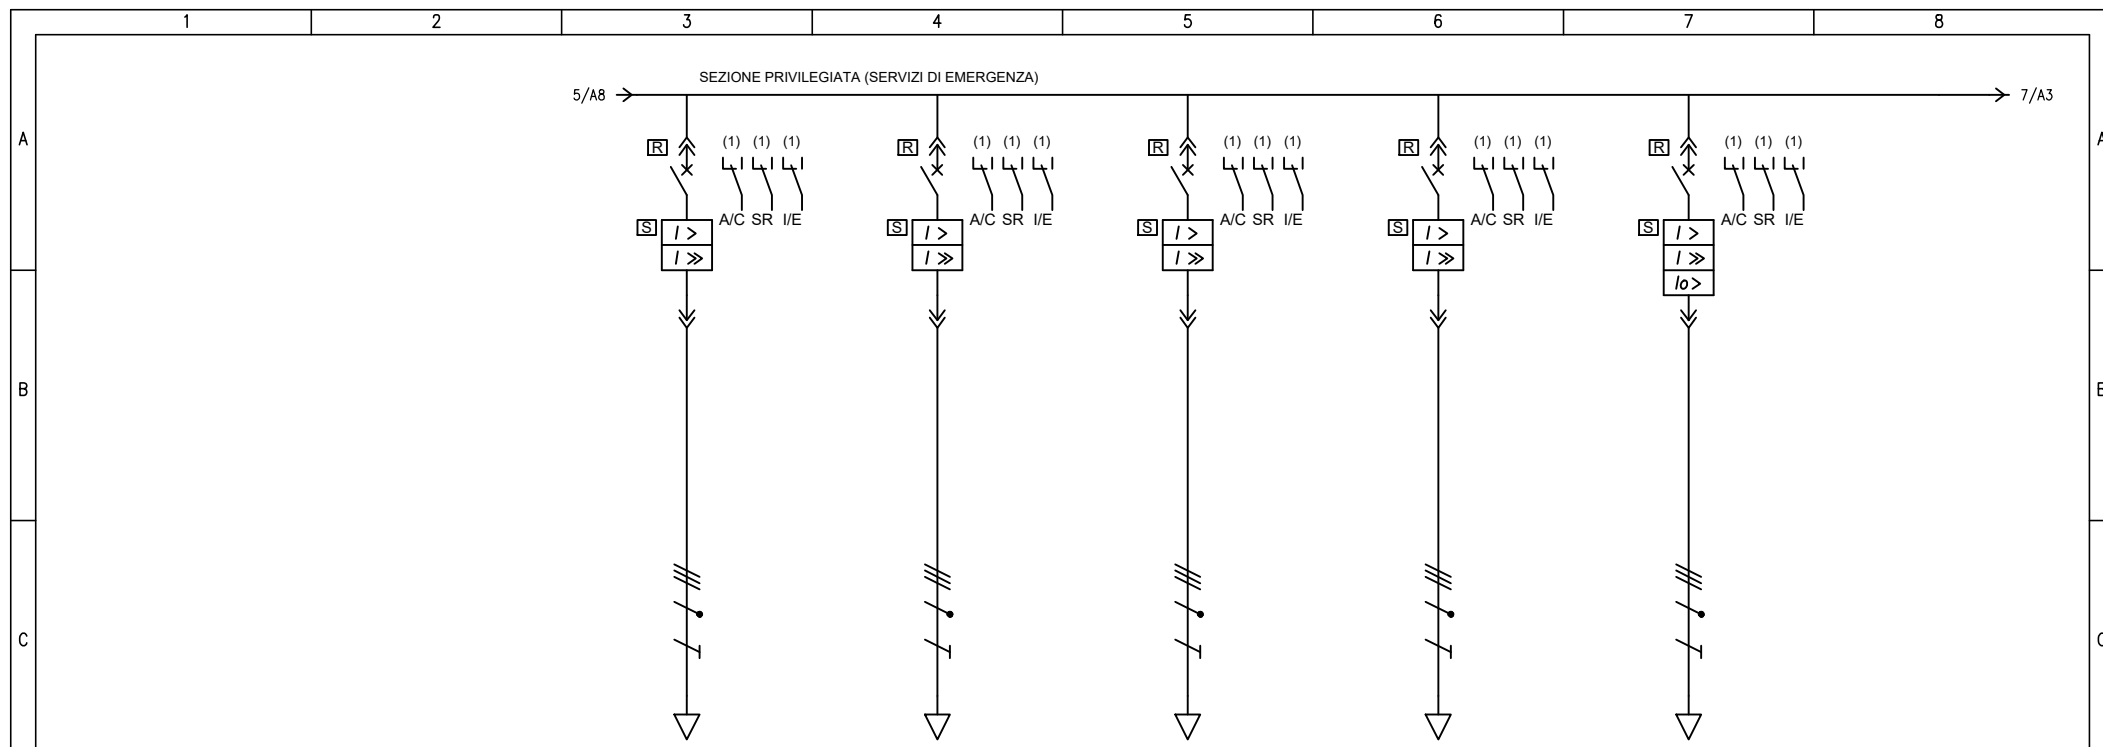 1 2 3 4 5 6 7 8
SEZIONE PRIVILEGIATA (SERVIZI DI EMERGENZA)
5/A8 7/A3
A A
R (1) (1) (1) R (1) (1) (1) R (1) (1) (1) R (1) (1) (1) R (1) (1) (1)
A/C SR I/E A/C SR I/E A/C SR I/E A/C SR I/E A/C SR I/E
S I > S I > S I > S I > S I >
I >> I >> I >> I >> I >>
Io>
B
C